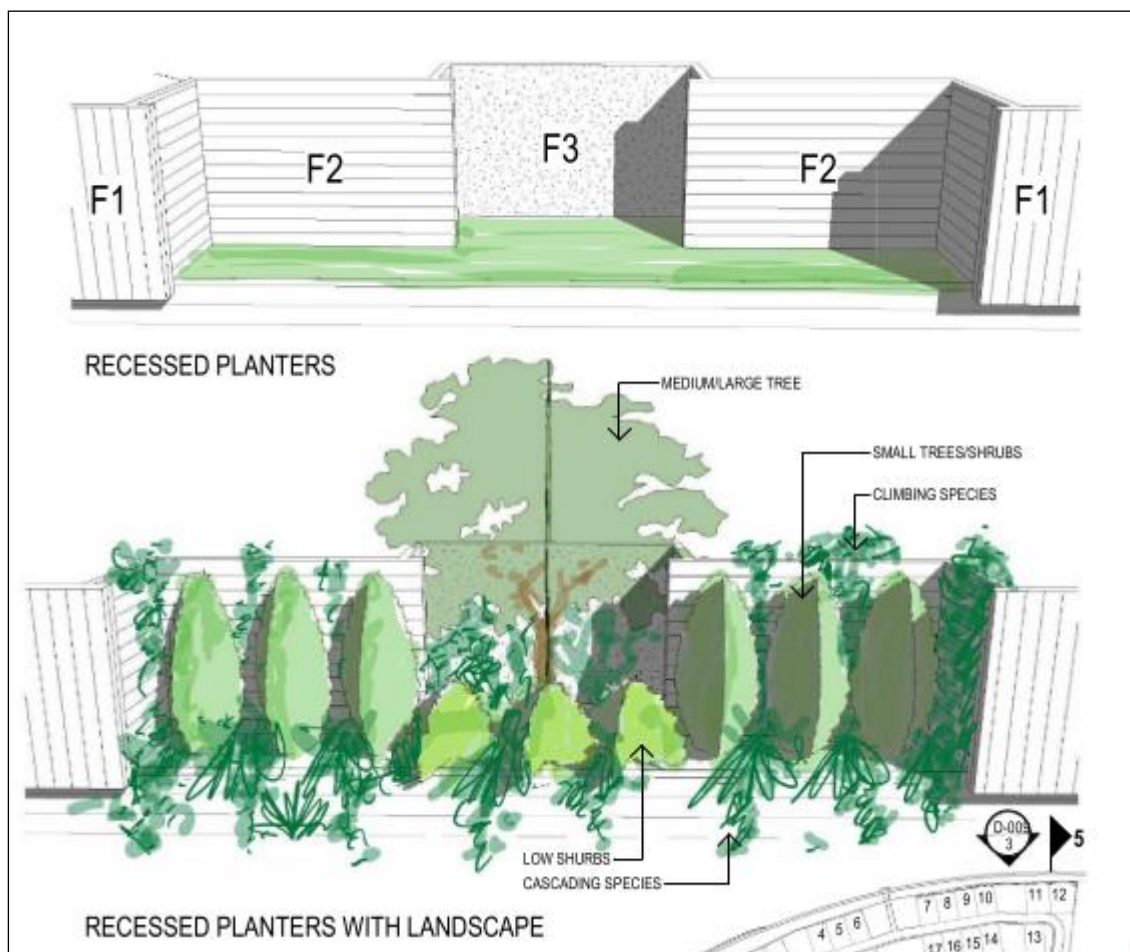 F1
F2
F3
F2
F1
RECESSED PLANTERS
MEDIUM/LARGE TREE
SMALL TREES/SHRUBS
CLIMBING SPECIES
LOW SHURBS
CASCADING SPECIES
3
5
RECESSED PLANTERS WITH LANDSCAPE
4 5 6
7 8 9 10
11 12
17 16 15 14
13